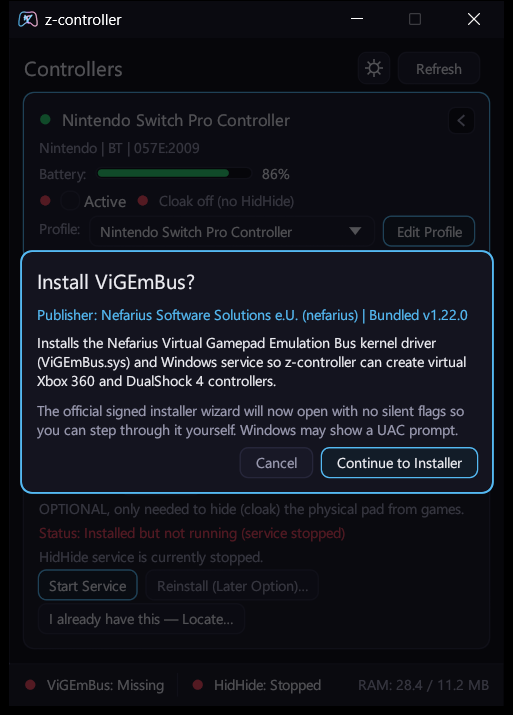 z-controller
Controllers
Refresh
Nintendo Switch Pro Controller
Nintendo | BT | 057E:2009
Battery: 86%
Active Cloak off (no HidHide)
Profile: Nintendo Switch Pro Controller Edit Profile
Install ViGEmBus?
Publisher: Nefarius Software Solutions e.U. (nefarius) | Bundled v1.22.0
Installs the Nefarius Virtual Gamepad Emulation Bus kernel driver
(ViGEmBus.sys) and Windows service so z-controller can create virtual
Xbox 360 and DualShock 4 controllers.
The official signed installer wizard will now open with no silent flags so
you can step through it yourself. Windows may show a UAC prompt.
Cancel Continue to Installer
OPTIONAL, only needed to hide (cloak) the physical pad from games.
Status: Installed but not running (service stopped)
HidHide service is currently stopped.
Start Service Reinstall (Later Option)...
I already have this — Locate...
ViGEmBus: Missing HidHide: Stopped RAM: 28.4 / 11.2 MB